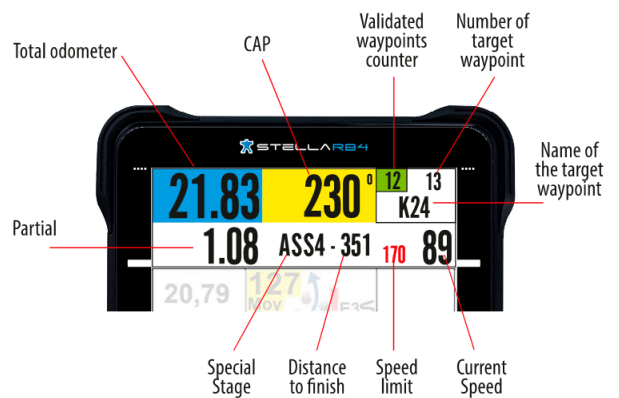 Validated
waypoints
counter
Number of
target
waypoint
Total odometer
CAP
STELLARB4
Name of
the target
waypoint
21.83
230°
12
13
K24
Partial
1.08
ASS4 - 351
170
89
20,79
127
Mov
Special
Stage
Distance
to finish
Speed
limit
Current
Speed